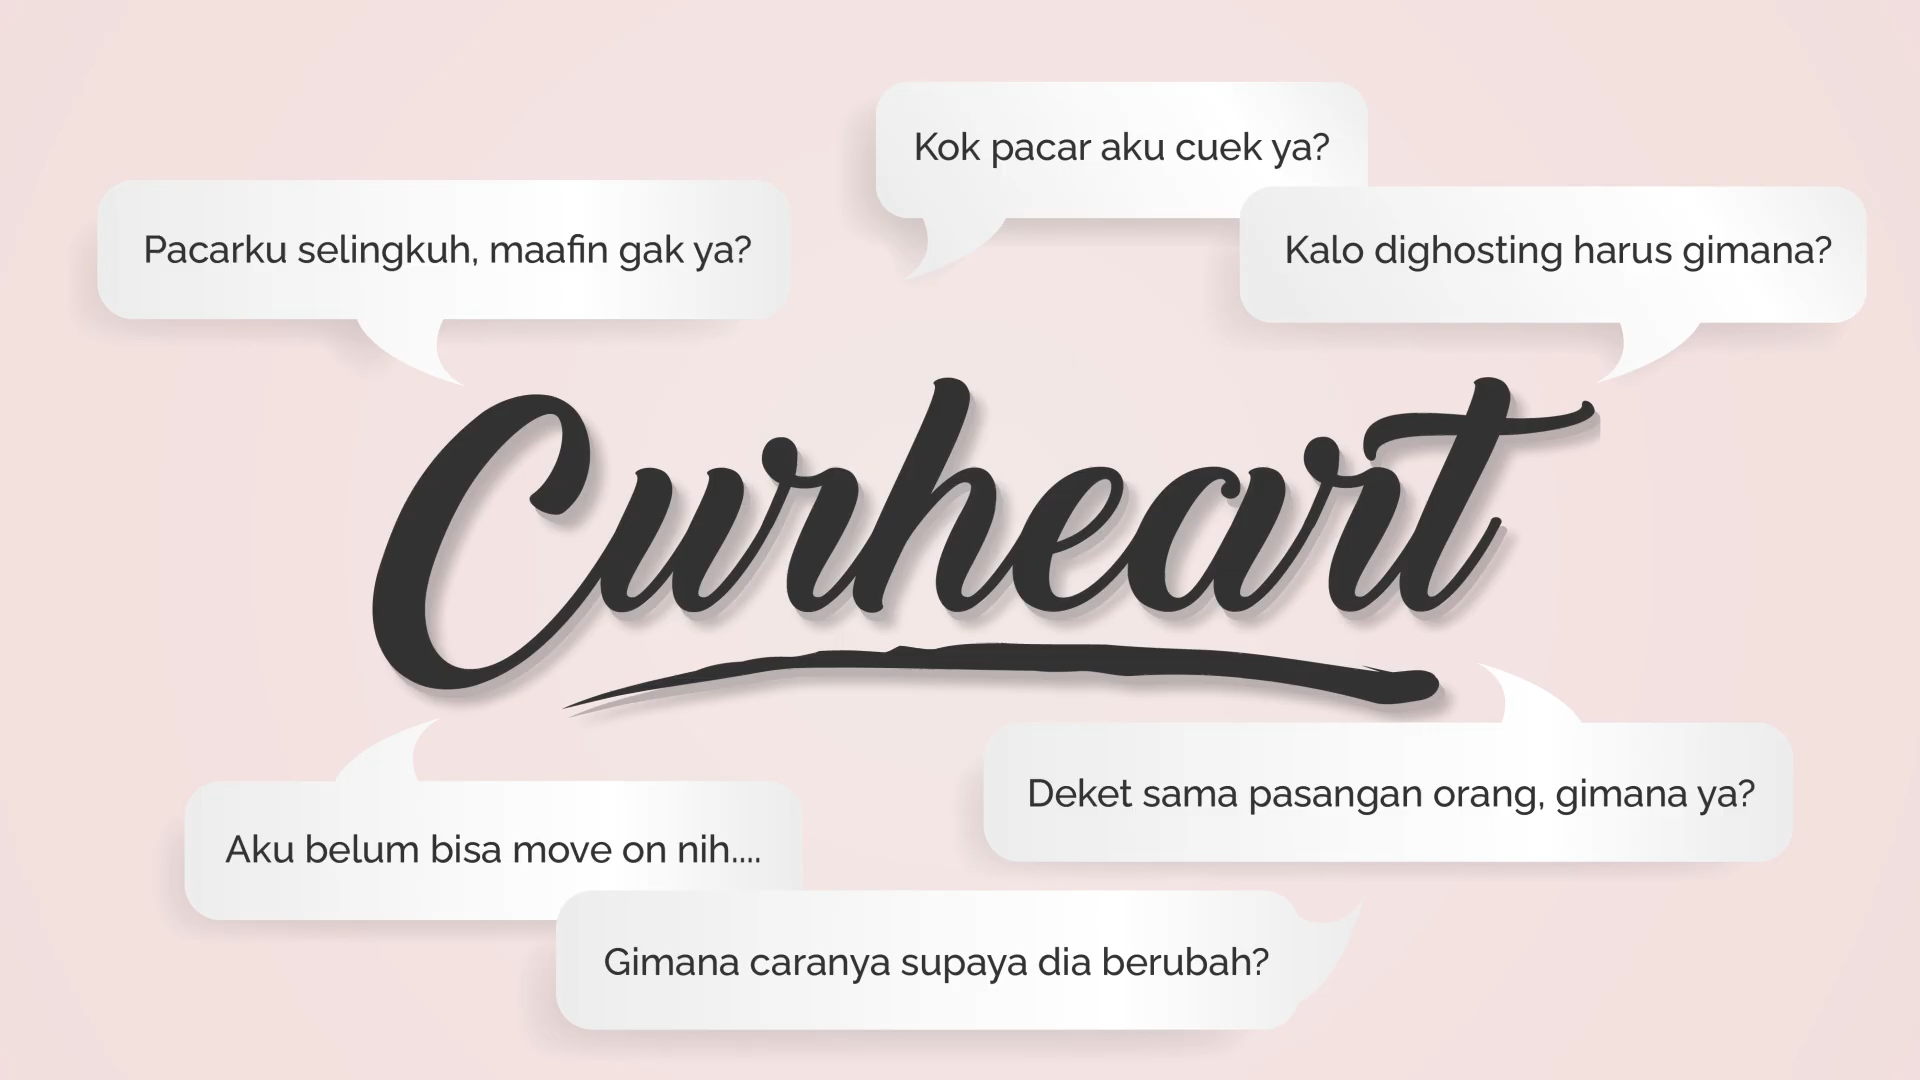 Kok pacar aku cuek ya?
Pacarku selingkuh, maafin gak ya?
Kalo dighosting harus gimana?
Curheart
Deket sama pasangan orang, gimana ya?
Aku belum bisa move on nih....
Gimana caranya supaya dia berubah?